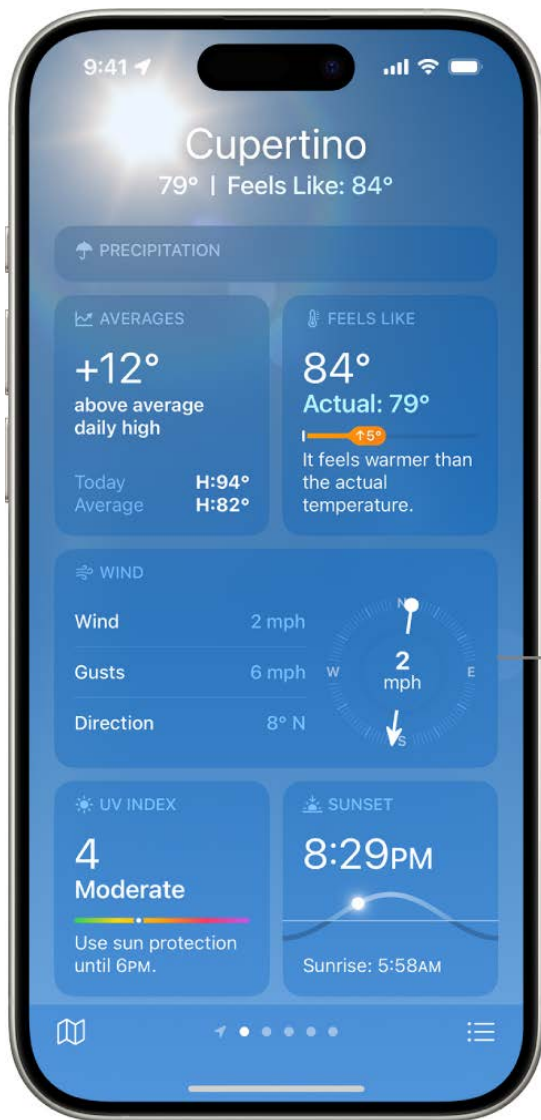 9:41
Cupertino
79° | Feels Like: 84°
PRECIPITATION
AVERAGES
+12°
above average
daily high
Today H:94°
Average H:82°
FEELS LIKE
84°
Actual: 79°
↑5°
It feels warmer than
the actual
temperature.
WIND
Wind 2 mph
Gusts 6 mph
Direction 8° N
N
W
E
S
2
mph
UV INDEX
4
Moderate
Use sun protection
until 6PM.
SUNSET
8:29PM
Sunrise: 5:58AM